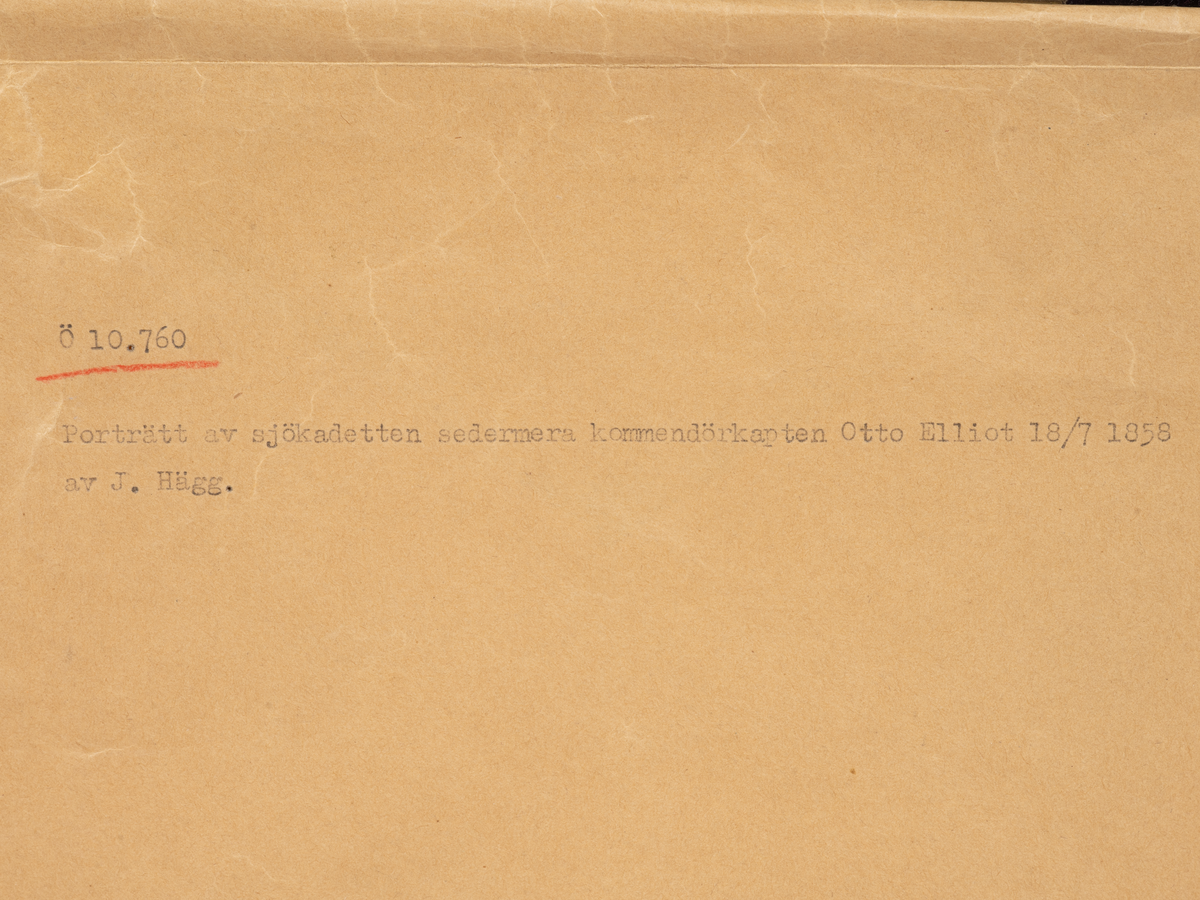 Ö 10.760
Porträtt av sjökadetten sedermera kommendörkapten Otto Elliot 18/7 1858
av J. Hägg.